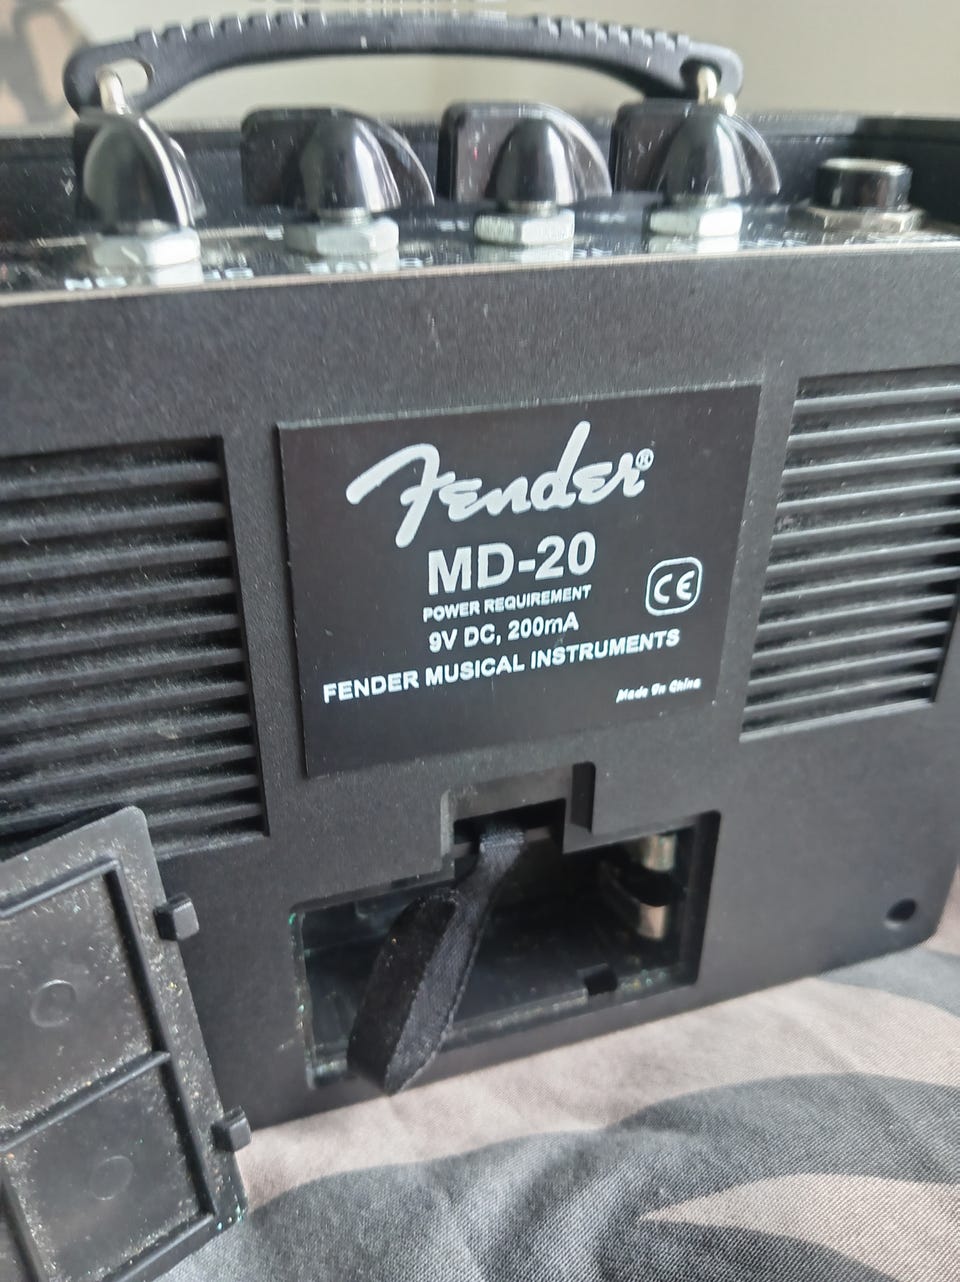 Fender®
MD-20
POWER REQUIREMENT
9V DC, 200mA
CE
FENDER MUSICAL INSTRUMENTS
Made In China